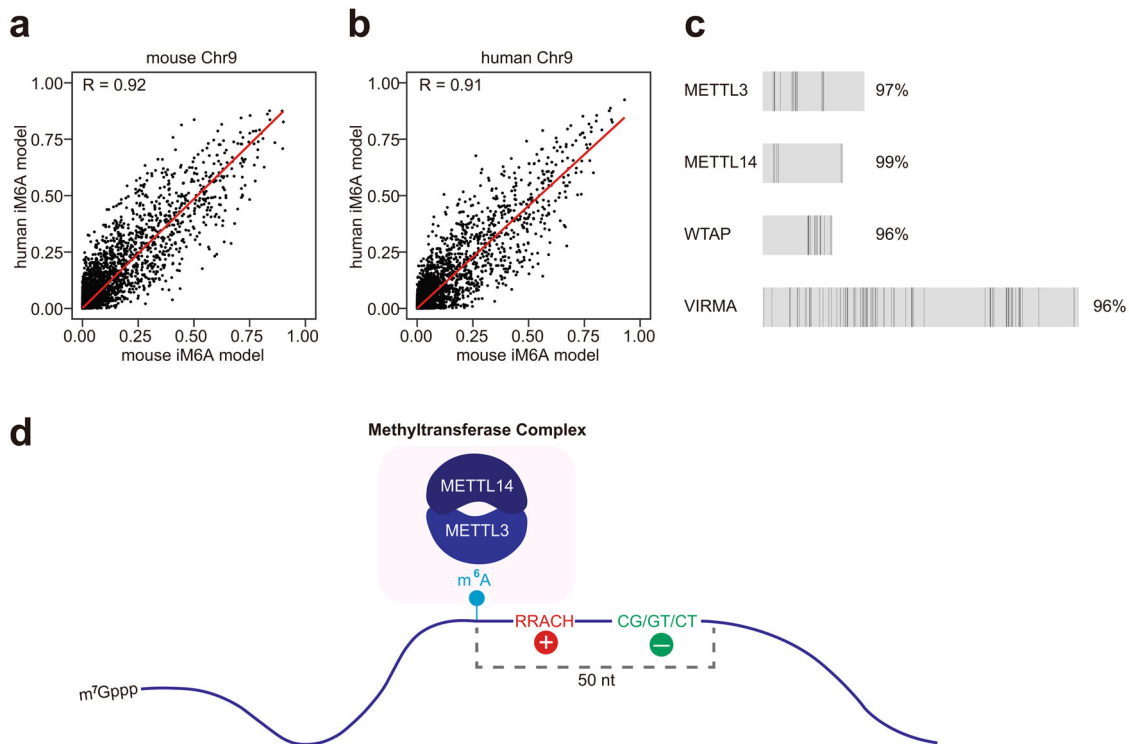 a
mouse Chr9
R = 0.92
1.00
0.75
0.50
0.25
0.00
human iM6A model
0.00 0.25 0.50 0.75 1.00
mouse iM6A model
b
human Chr9
R = 0.91
1.00
0.75
0.50
0.25
0.00
human iM6A model
0.00 0.25 0.50 0.75 1.00
mouse iM6A model
c
METTL3 97%
METTL14 99%
WTAP 96%
VIRMA 96%
d
Methyltransferase Complex
METTL14
METTL3
m⁶A
RRACH CG/GT/CT
+ −
50 nt
m⁷Gppp